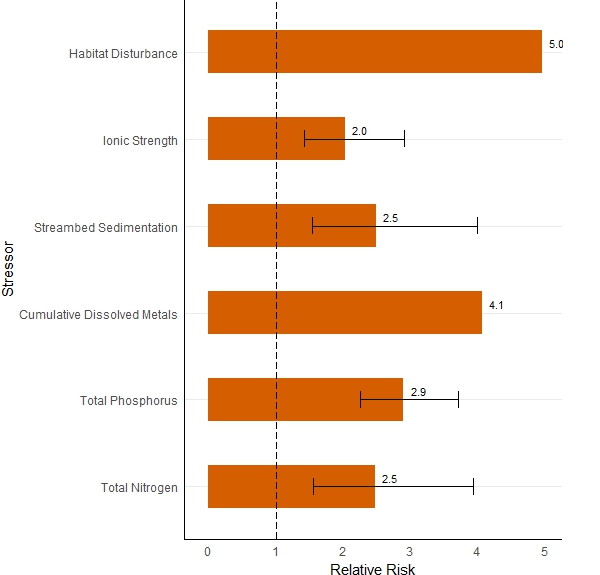 Habitat Disturbance
5.0
Ionic Strength
2.0
Streambed Sedimentation
2.5
Stressor
Cumulative Dissolved Metals
4.1
Total Phosphorus
2.9
Total Nitrogen
2.5
0 1 2 3 4 5
Relative Risk